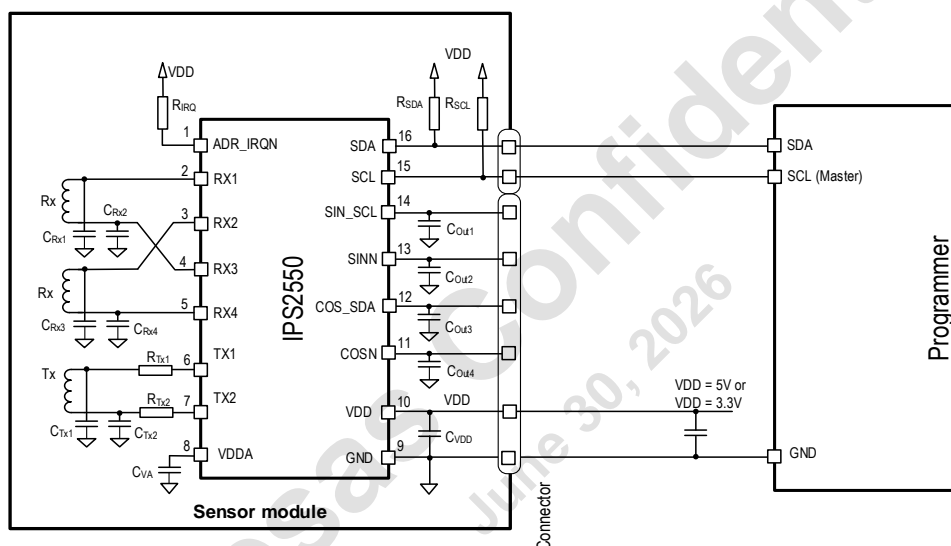 VDD
VDD
RIRQ
RSDA
RSCL
1
ADR_IRQN
SDA
16
SDA
2
RX1
SCL
15
SCL (Master)
Rx
CRx1
CRx2
3
RX2
SIN_SCL
14
COut1
4
RX3
SINN
13
COut2
Rx
CRx3
CRx4
5
RX4
COS_SDA
12
COut3
IPS2550
TX1
RTx1
6
COSN
11
COut4
Tx
CTx1
CTx2
RTx2
7
TX2
VDD
10
VDD
CVDD
VDD = 5V or
VDD = 3.3V
8
VDDA
CVA
GND
9
GND
Sensor module
Connector
Programmer
esas Confident
June 30, 2026